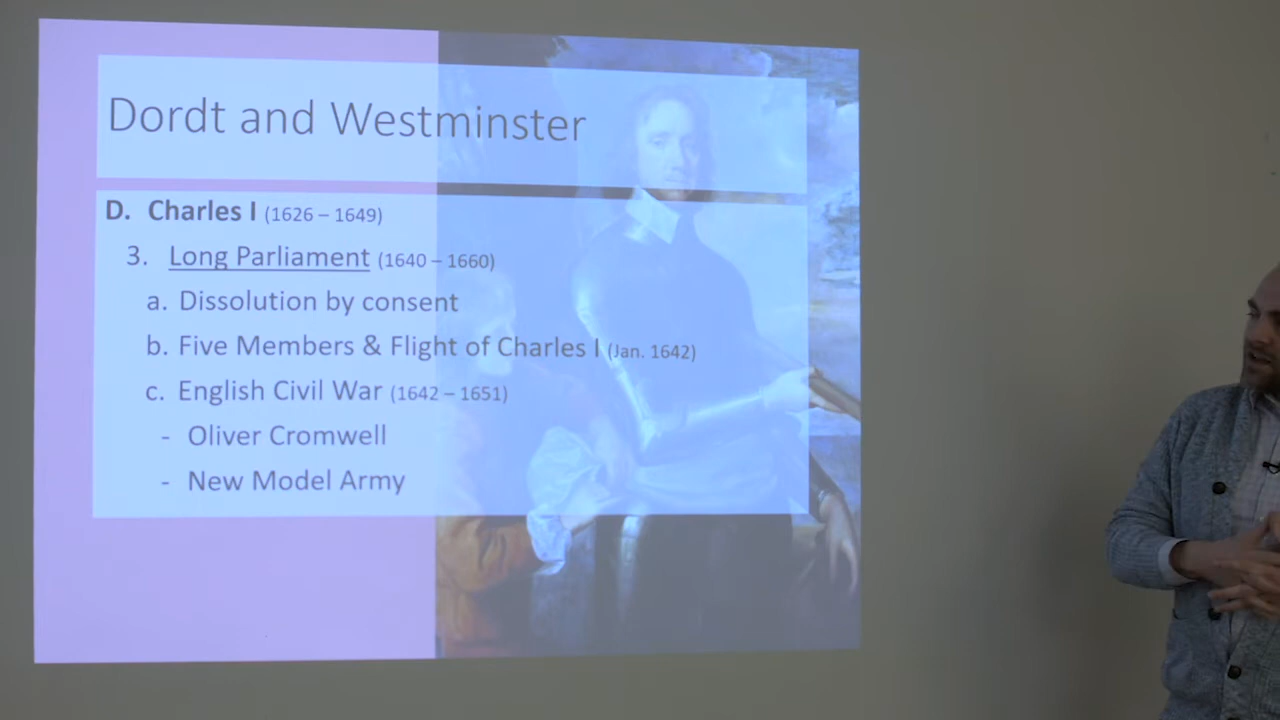 Dordt and Westminster
D. Charles I (1626 – 1649)
3. Long Parliament (1640 – 1660)
a. Dissolution by consent
b. Five Members & Flight of Charles I (Jan. 1642)
c. English Civil War (1642 – 1651)
- Oliver Cromwell
- New Model Army